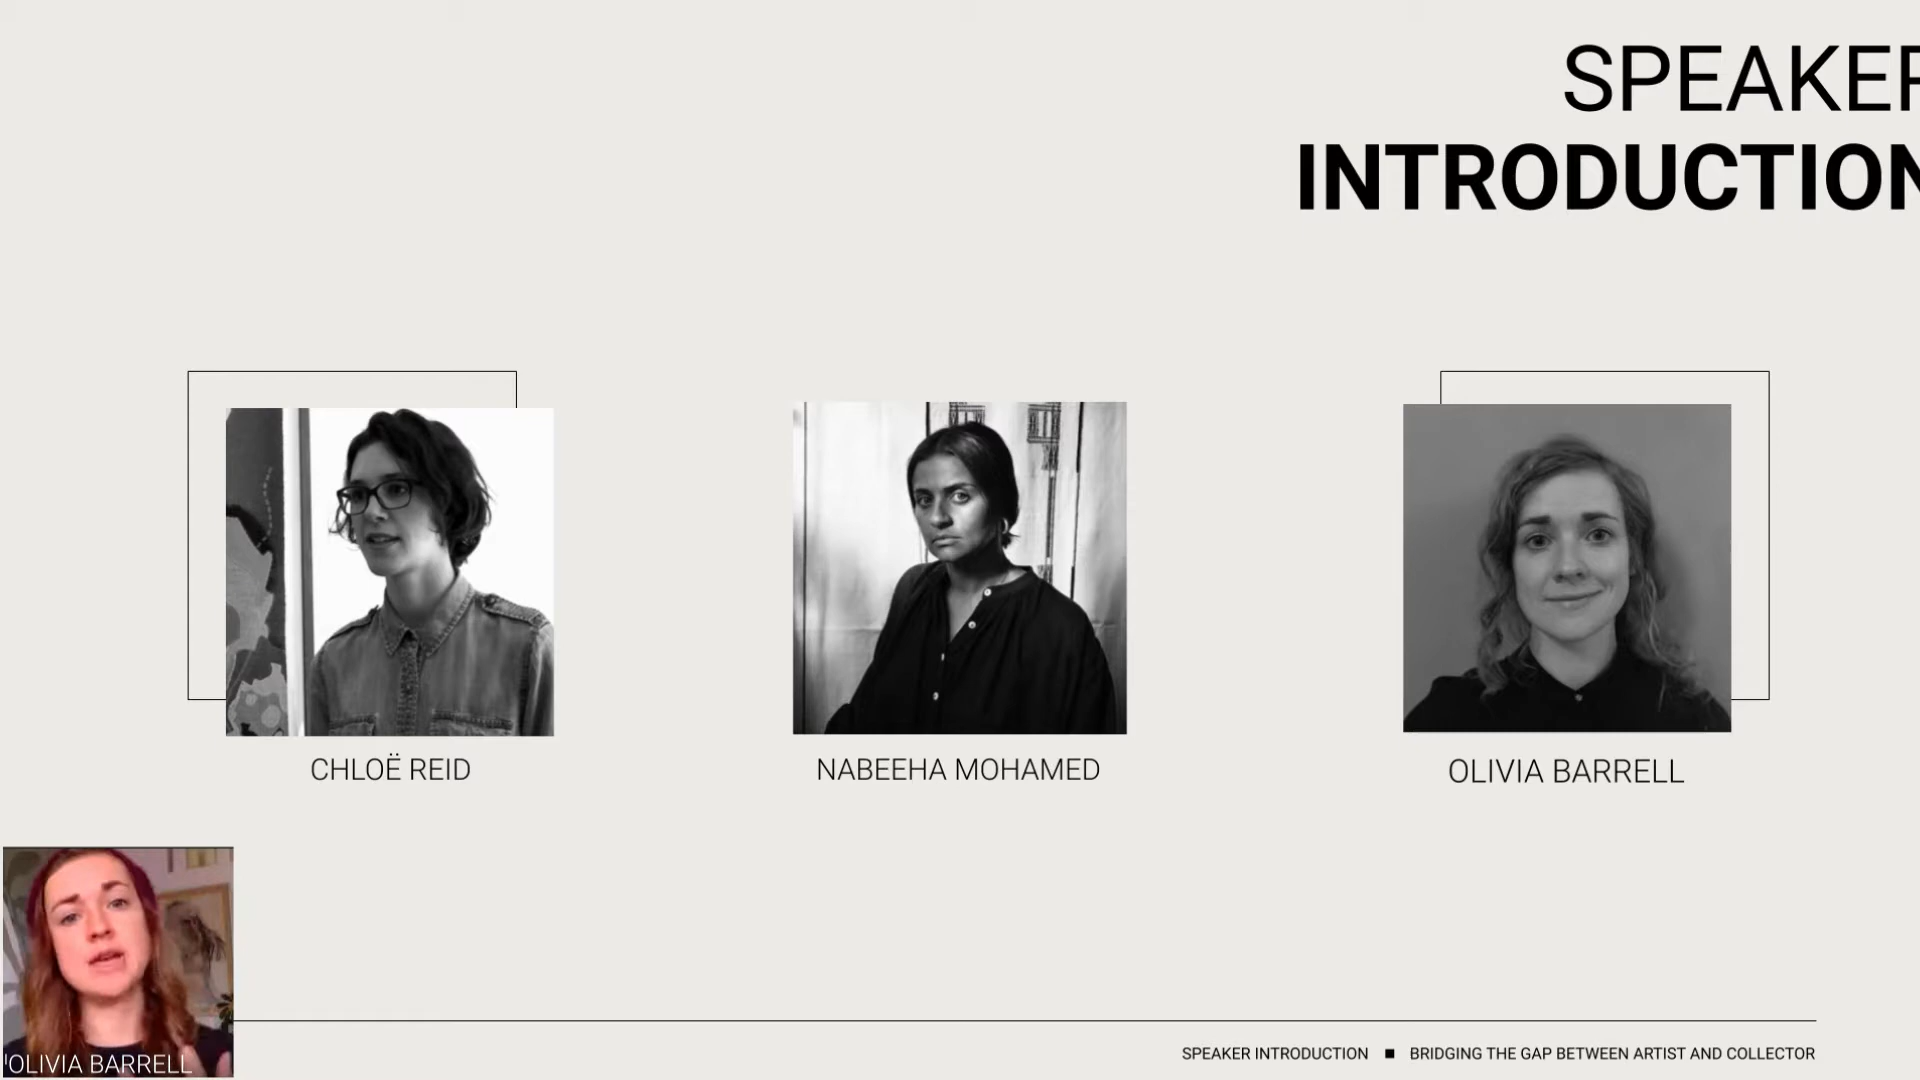 SPEAKER
INTRODUCTION
CHLOË REID
NABEEHA MOHAMED
OLIVIA BARRELL
OLIVIA BARRELL
SPEAKER INTRODUCTION ■ BRIDGING THE GAP BETWEEN ARTIST AND COLLECTOR